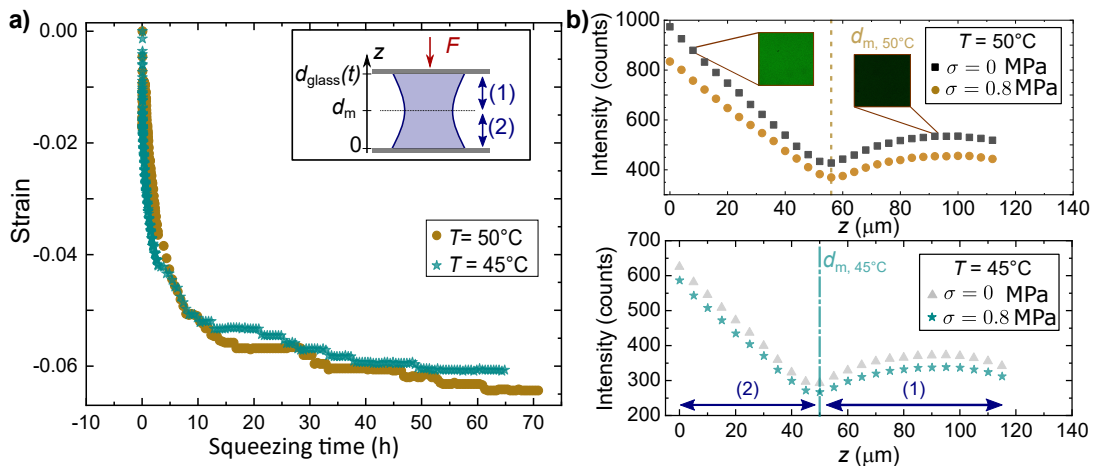 a)
Strain
0.00
-0.02
-0.04
-0.06
-10 0 10 20 30 40 50 60 70
Squeezing time (h)
z
F
d_glass(t)
d_m
0
(1)
(2)
T = 50°C
T = 45°C
b)
Intensity (counts)
1000
800
600
400
d_m, 50°C
T = 50°C
σ = 0 MPa
σ = 0.8 MPa
0 20 40 60 80 100 120 140
z (μm)
Intensity (counts)
700
600
500
400
300
200
d_m, 45°C
T = 45°C
σ = 0 MPa
σ = 0.8 MPa
(2)
(1)
0 20 40 60 80 100 120 140
z (μm)